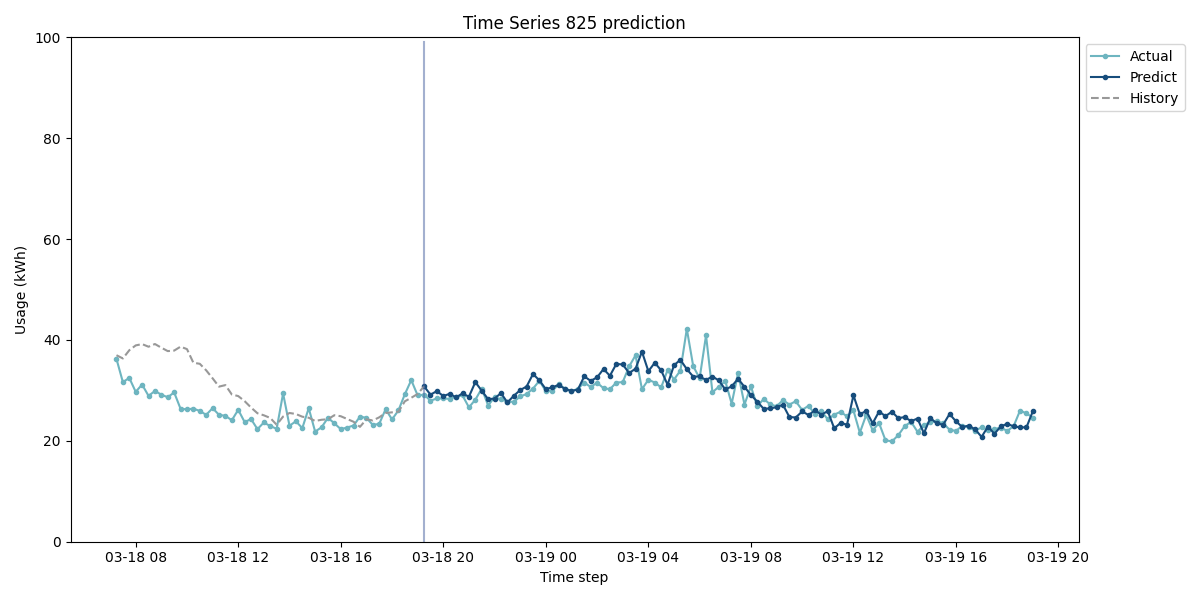 Time Series 825 prediction
100
80
60
40
20
0
Usage (kWh)
03-18 08 03-18 12 03-18 16 03-18 20 03-19 00 03-19 04 03-19 08 03-19 12 03-19 16 03-19 20
Time step
Actual
Predict
History